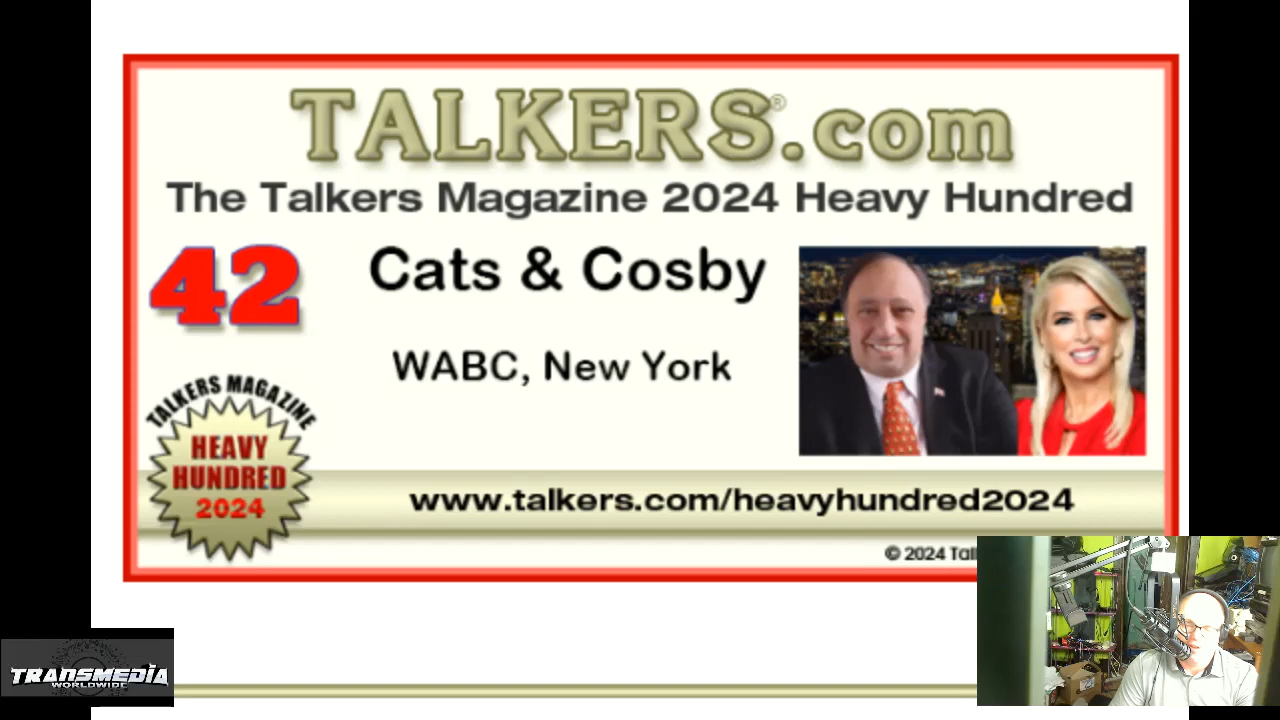 TALKERS®.com
The Talkers Magazine 2024 Heavy Hundred
42
Cats & Cosby
WABC, New York
TALKERS MAGAZINE
HEAVY
HUNDRED
2024
www.talkers.com/heavyhundred2024
© 2024
TRANSMEDIA
WORLDWIDE